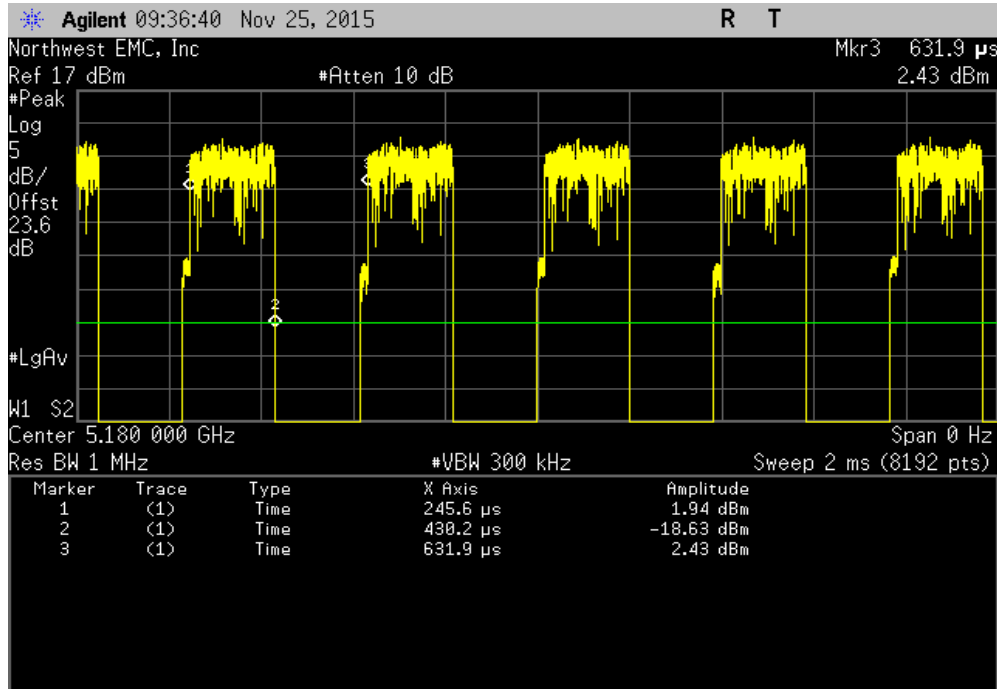 Agilent 09:36:40 Nov 25, 2015 R T
Northwest EMC, Inc Mkr3 631.9 µs
Ref 17 dBm #Atten 10 dB 2.43 dBm
#Peak
Log
5
dB/
Offst
23.6
dB
1
3
2
#LgAv
W1 S2
Center 5.180 000 GHz Span 0 Hz
Res BW 1 MHz #VBW 300 kHz Sweep 2 ms (8192 pts)
Marker Trace Type X Axis Amplitude
1 (1) Time 245.6 µs 1.94 dBm
2 (1) Time 430.2 µs -18.63 dBm
3 (1) Time 631.9 µs 2.43 dBm